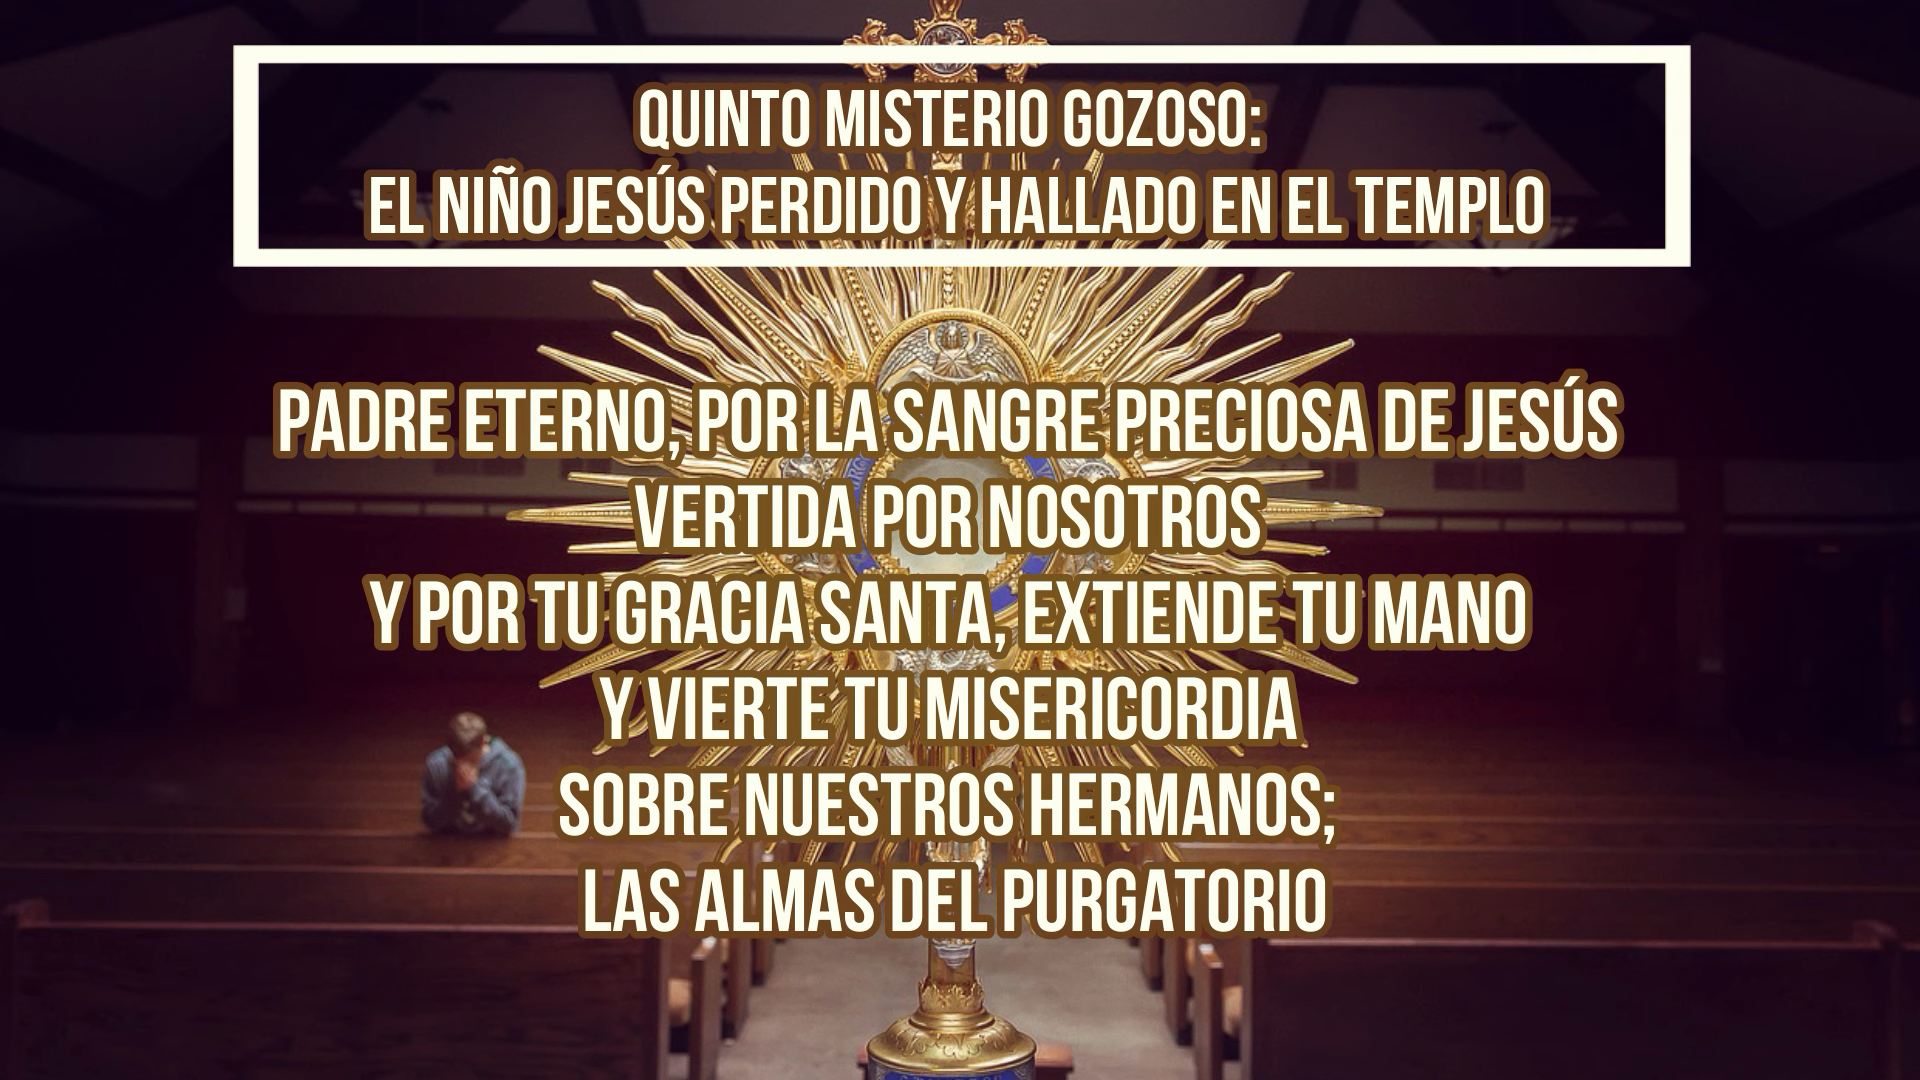 QUINTO MISTERIO GOZOSO:
EL NIÑO JESÚS PERDIDO Y HALLADO EN EL TEMPLO
PADRE ETERNO, POR LA SANGRE PRECIOSA DE JESÚS
VERTIDA POR NOSOTROS
Y POR TU GRACIA SANTA, EXTIENDE TU MANO
Y VIERTE TU MISERICORDIA
SOBRE NUESTROS HERMANOS;
LAS ALMAS DEL PURGATORIO